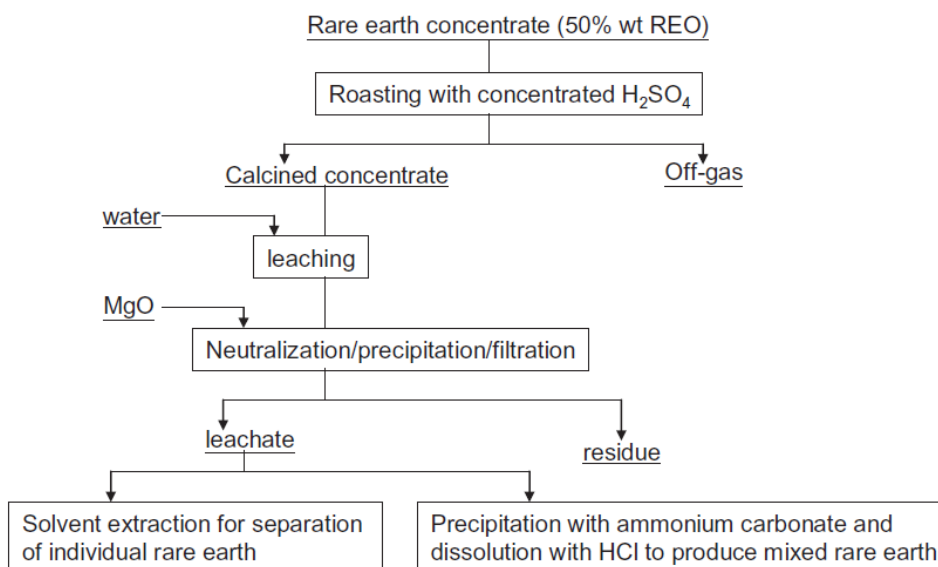 Rare earth concentrate (50% wt REO)
Roasting with concentrated H₂SO₄
Calcined concentrate
Off-gas
water
leaching
MgO
Neutralization/precipitation/filtration
leachate
residue
Solvent extraction for separation
of individual rare earth
Precipitation with ammonium carbonate and
dissolution with HCl to produce mixed rare earth